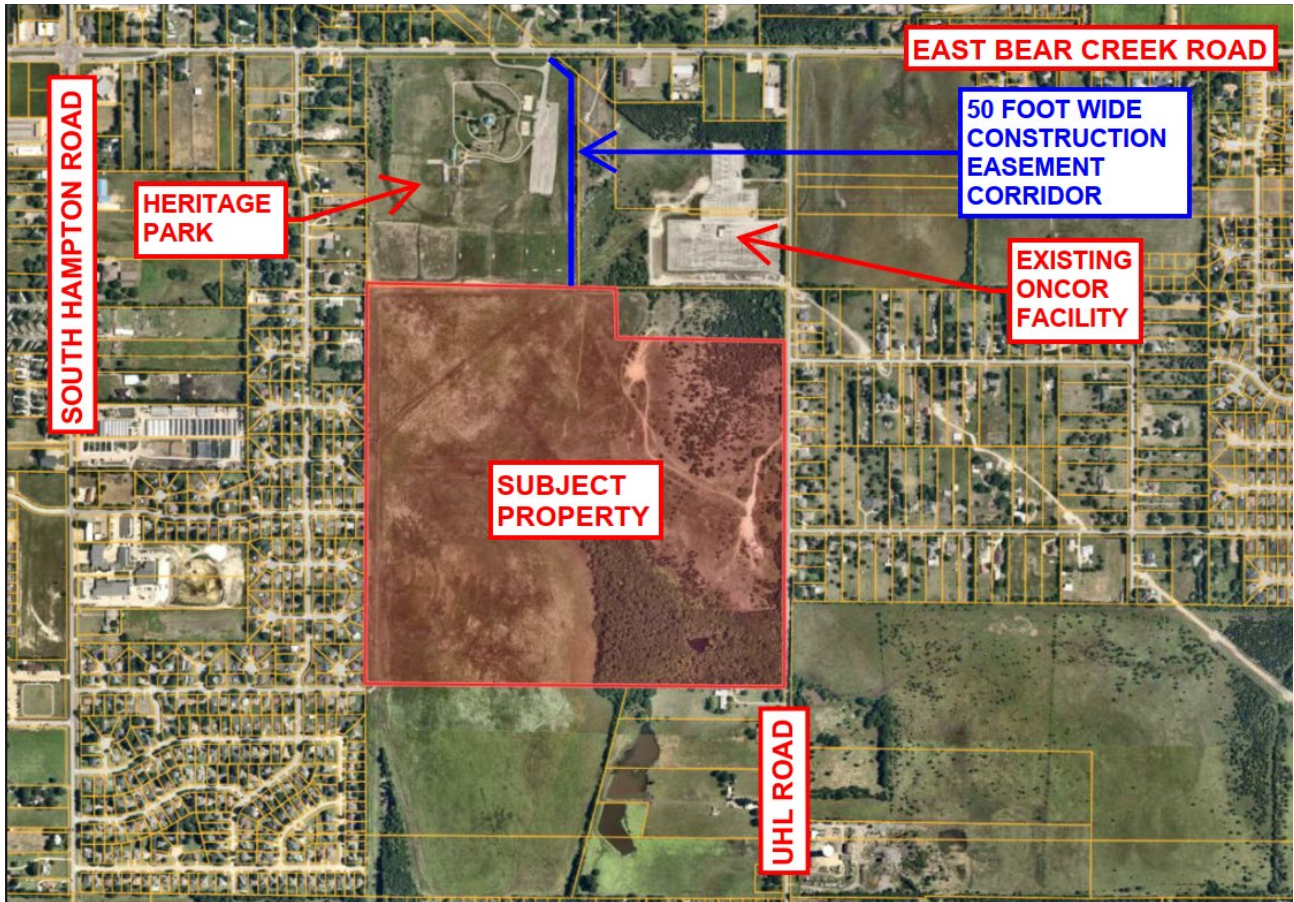 EAST BEAR CREEK ROAD
50 FOOT WIDE
CONSTRUCTION
EASEMENT
CORRIDOR
SOUTH HAMPTON ROAD
HERITAGE
PARK
EXISTING
ONCOR
FACILITY
SUBJECT
PROPERTY
UHL ROAD